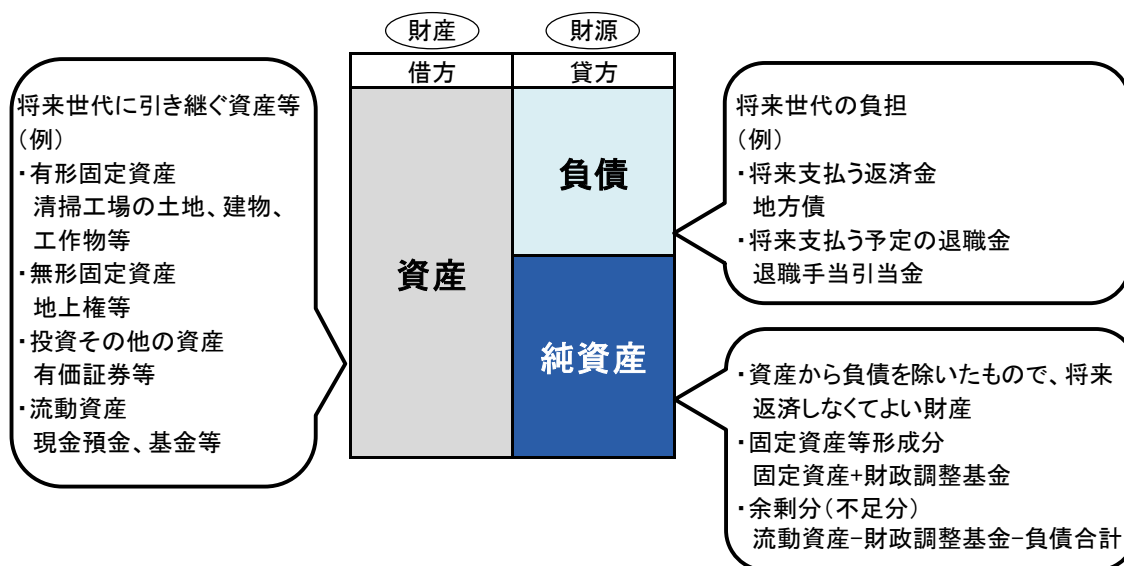 財産
財源
借方
貸方
資産
負債
純資産
将来世代に引き継ぐ資産等
(例)
・有形固定資産
清掃工場の土地、建物、
工作物等
・無形固定資産
地上権等
・投資その他の資産
有価証券等
・流動資産
現金預金、基金等
将来世代の負担
(例)
・将来支払う返済金
地方債
・将来支払う予定の退職金
退職手当引当金
・資産から負債を除いたもので、将来
返済しなくてよい財産
・固定資産等形成分
固定資産+財政調整基金
・余剰分(不足分)
流動資産-財政調整基金-負債合計